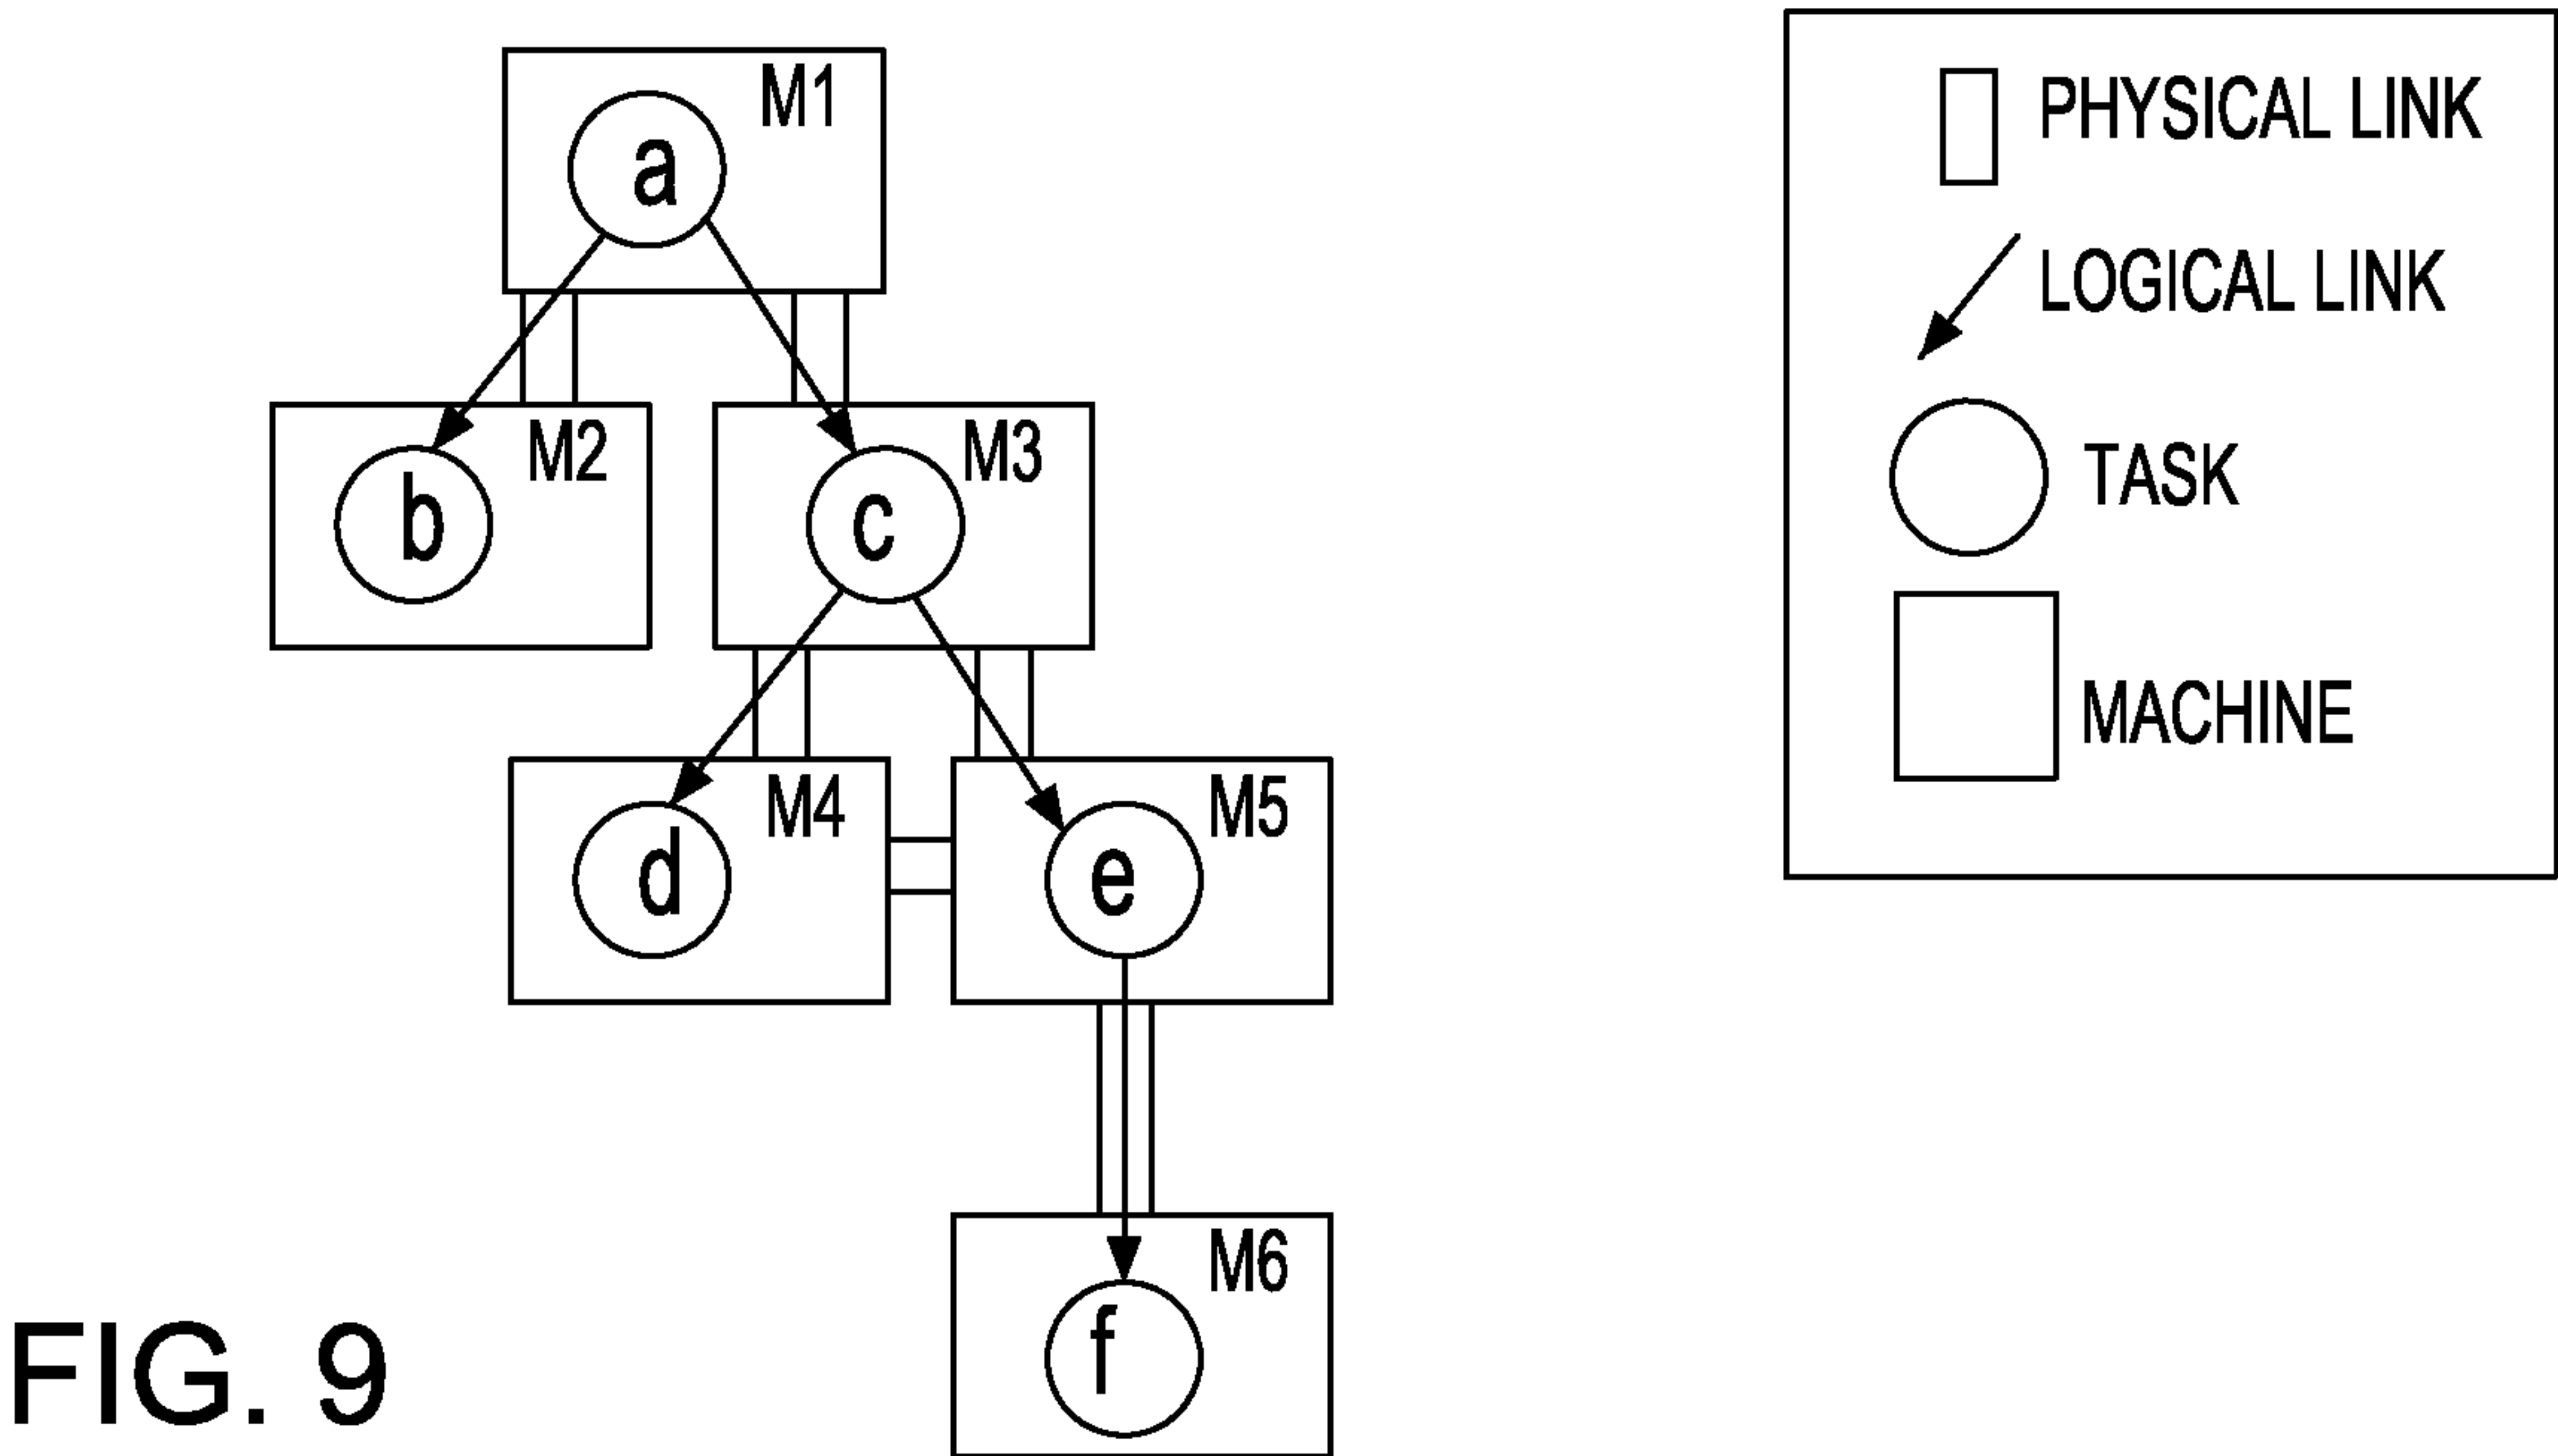 M1
a
M2
b
M3
c
M4
d
M5
e
M6
f
PHYSICAL LINK
LOGICAL LINK
TASK
MACHINE
FIG. 9